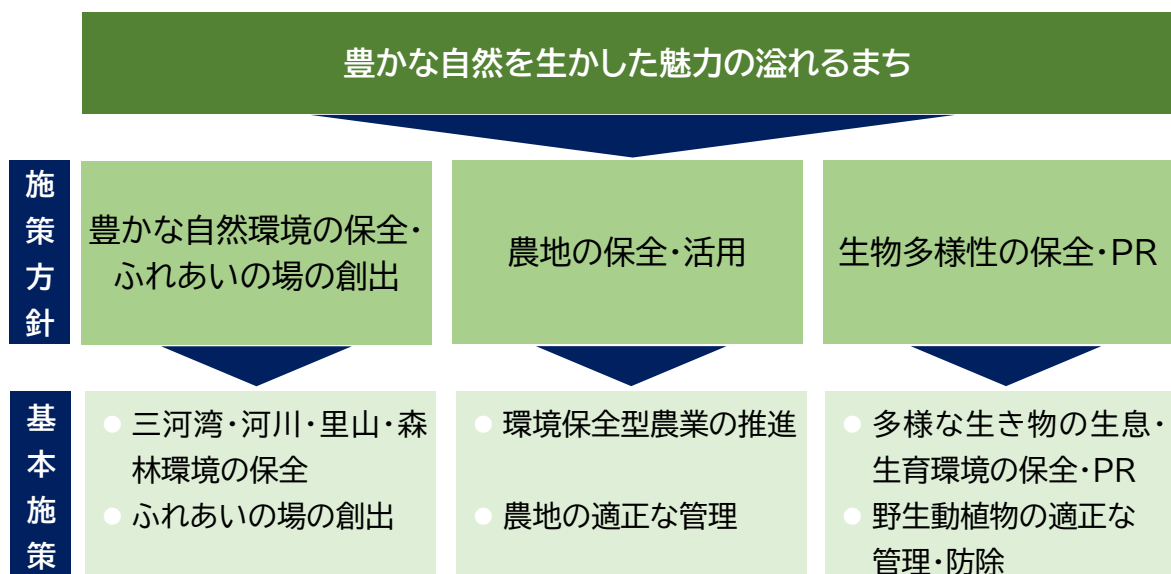 豊かな自然を生かした魅力の溢れるまち
施策方針
豊かな自然環境の保全・
ふれあいの場の創出
農地の保全・活用
生物多様性の保全・PR
基本施策
● 三河湾・河川・里山・森
林環境の保全
● ふれあいの場の創出
● 環境保全型農業の推進
● 農地の適正な管理
● 多様な生き物の生息・
生育環境の保全・PR
● 野生動植物の適正な
管理・防除